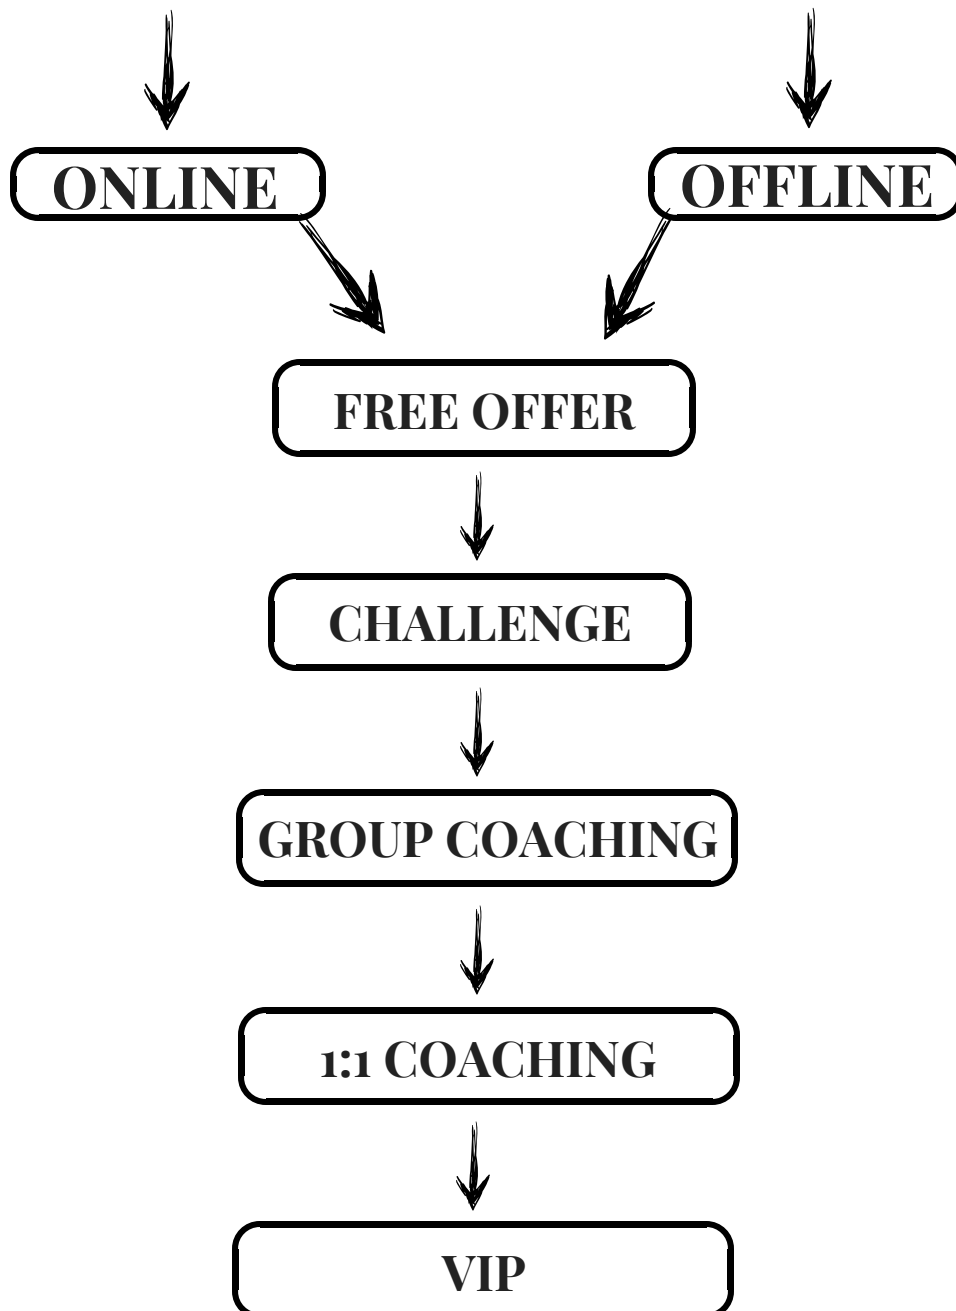 ONLINE
OFFLINE
FREE OFFER
CHALLENGE
GROUP COACHING
1:1 COACHING
VIP